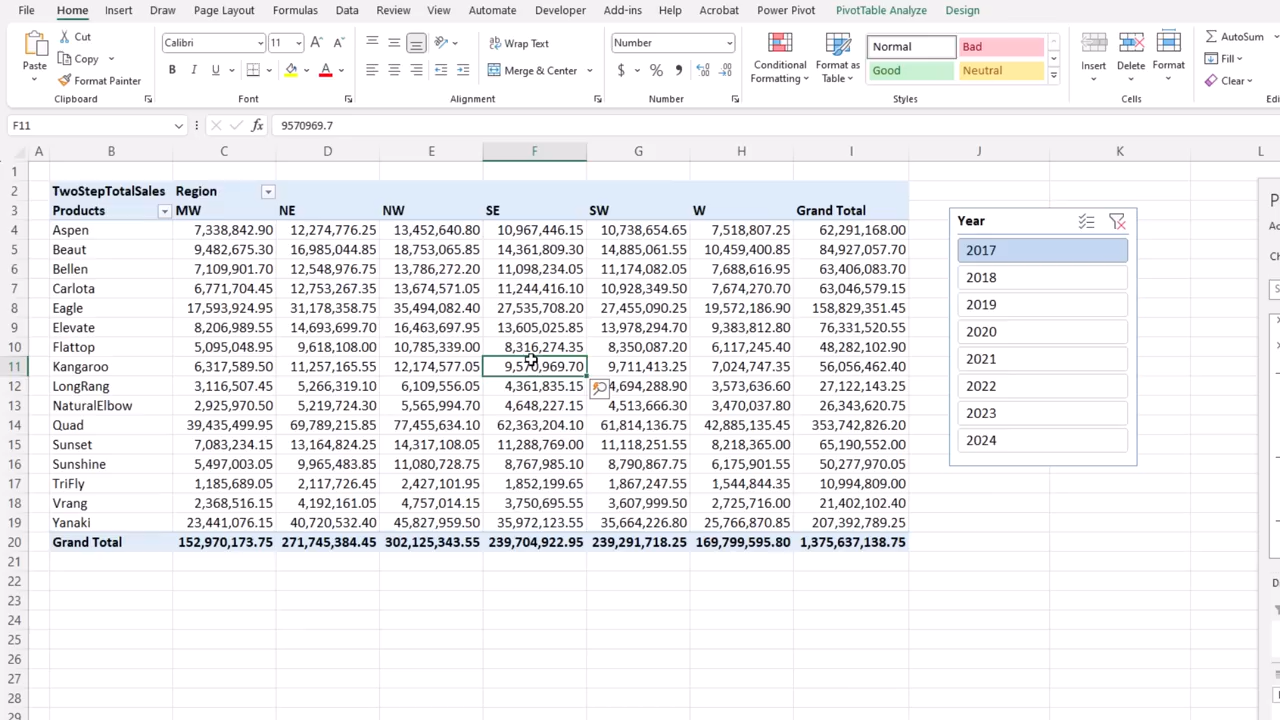 File Home Insert Draw Page Layout Formulas Data Review View Automate Developer Add-ins Help Acrobat Power Pivot PivotTable Analyze Design
Paste
Cut
Copy
Format Painter
Clipboard
Calibri 11
B I U
Font
Wrap Text
Merge & Center
Alignment
Number
$ % 9
Number
Conditional Formatting
Format as Table
Normal Bad
Good Neutral
Styles
Insert Delete Format
Cells
AutoSum
Fill
Clear
F11 fx 9570969.7
A B C D E F G H I J K L
1
2 TwoStepTotalSales Region
3 Products MW NE NW SE SW W Grand Total
4 Aspen 7,338,842.90 12,274,776.25 13,452,640.80 10,967,446.15 10,738,654.65 7,518,807.25 62,291,168.00
5 Beaut 9,482,675.30 16,985,044.85 18,753,065.85 14,361,809.30 14,885,061.55 10,459,400.85 84,927,057.70
6 Bellen 7,109,901.70 12,548,976.75 13,786,272.20 11,098,234.05 11,174,082.05 7,688,616.95 63,406,083.70
7 Carlota 6,771,704.45 12,753,267.35 13,674,571.05 11,244,416.10 10,928,349.50 7,674,270.70 63,046,579.15
8 Eagle 17,593,924.95 31,178,358.75 35,494,082.40 27,535,708.20 27,455,090.25 19,572,186.90 158,829,351.45
9 Elevate 8,206,989.55 14,693,699.70 16,463,697.95 13,605,025.85 13,978,294.70 9,383,812.80 76,331,520.55
10 Flattop 5,095,048.95 9,618,108.00 10,785,339.00 8,316,274.35 8,350,087.20 6,117,245.40 48,282,102.90
11 Kangaroo 6,317,589.50 11,257,165.55 12,174,577.05 9,570,969.70 9,711,413.25 7,024,747.35 56,056,462.40
12 LongRang 3,116,507.45 5,266,319.10 6,109,556.05 4,361,835.15 4,694,288.90 3,573,636.60 27,122,143.25
13 NaturalElbow 2,925,970.50 5,219,724.30 5,565,994.70 4,648,227.15 4,513,666.30 3,470,037.80 26,343,620.75
14 Quad 39,435,499.95 69,789,215.85 77,455,634.10 62,363,204.10 61,814,136.75 42,885,135.45 353,742,826.20
15 Sunset 7,083,234.15 13,164,824.25 14,317,108.05 11,288,769.00 11,118,251.55 8,218,365.00 65,190,552.00
16 Sunshine 5,497,003.05 9,965,483.85 11,080,728.75 8,767,985.10 8,790,867.75 6,175,901.55 50,277,970.05
17 TriFly 1,185,689.05 2,117,726.45 2,427,101.95 1,852,199.65 1,867,247.55 1,544,844.35 10,994,809.00
18 Vrang 2,368,516.15 4,192,161.05 4,757,014.15 3,750,695.55 3,607,999.50 2,725,716.00 21,402,102.40
19 Yanaki 23,441,076.15 40,720,532.40 45,827,959.50 35,972,123.55 35,664,226.80 25,766,870.85 207,392,789.25
20 Grand Total 152,970,173.75 271,745,384.45 302,125,343.55 239,704,922.95 239,291,718.25 169,799,595.80 1,375,637,138.75
21
22
23
24
25
26
27
28
29
Year
2017
2018
2019
2020
2021
2022
2023
2024